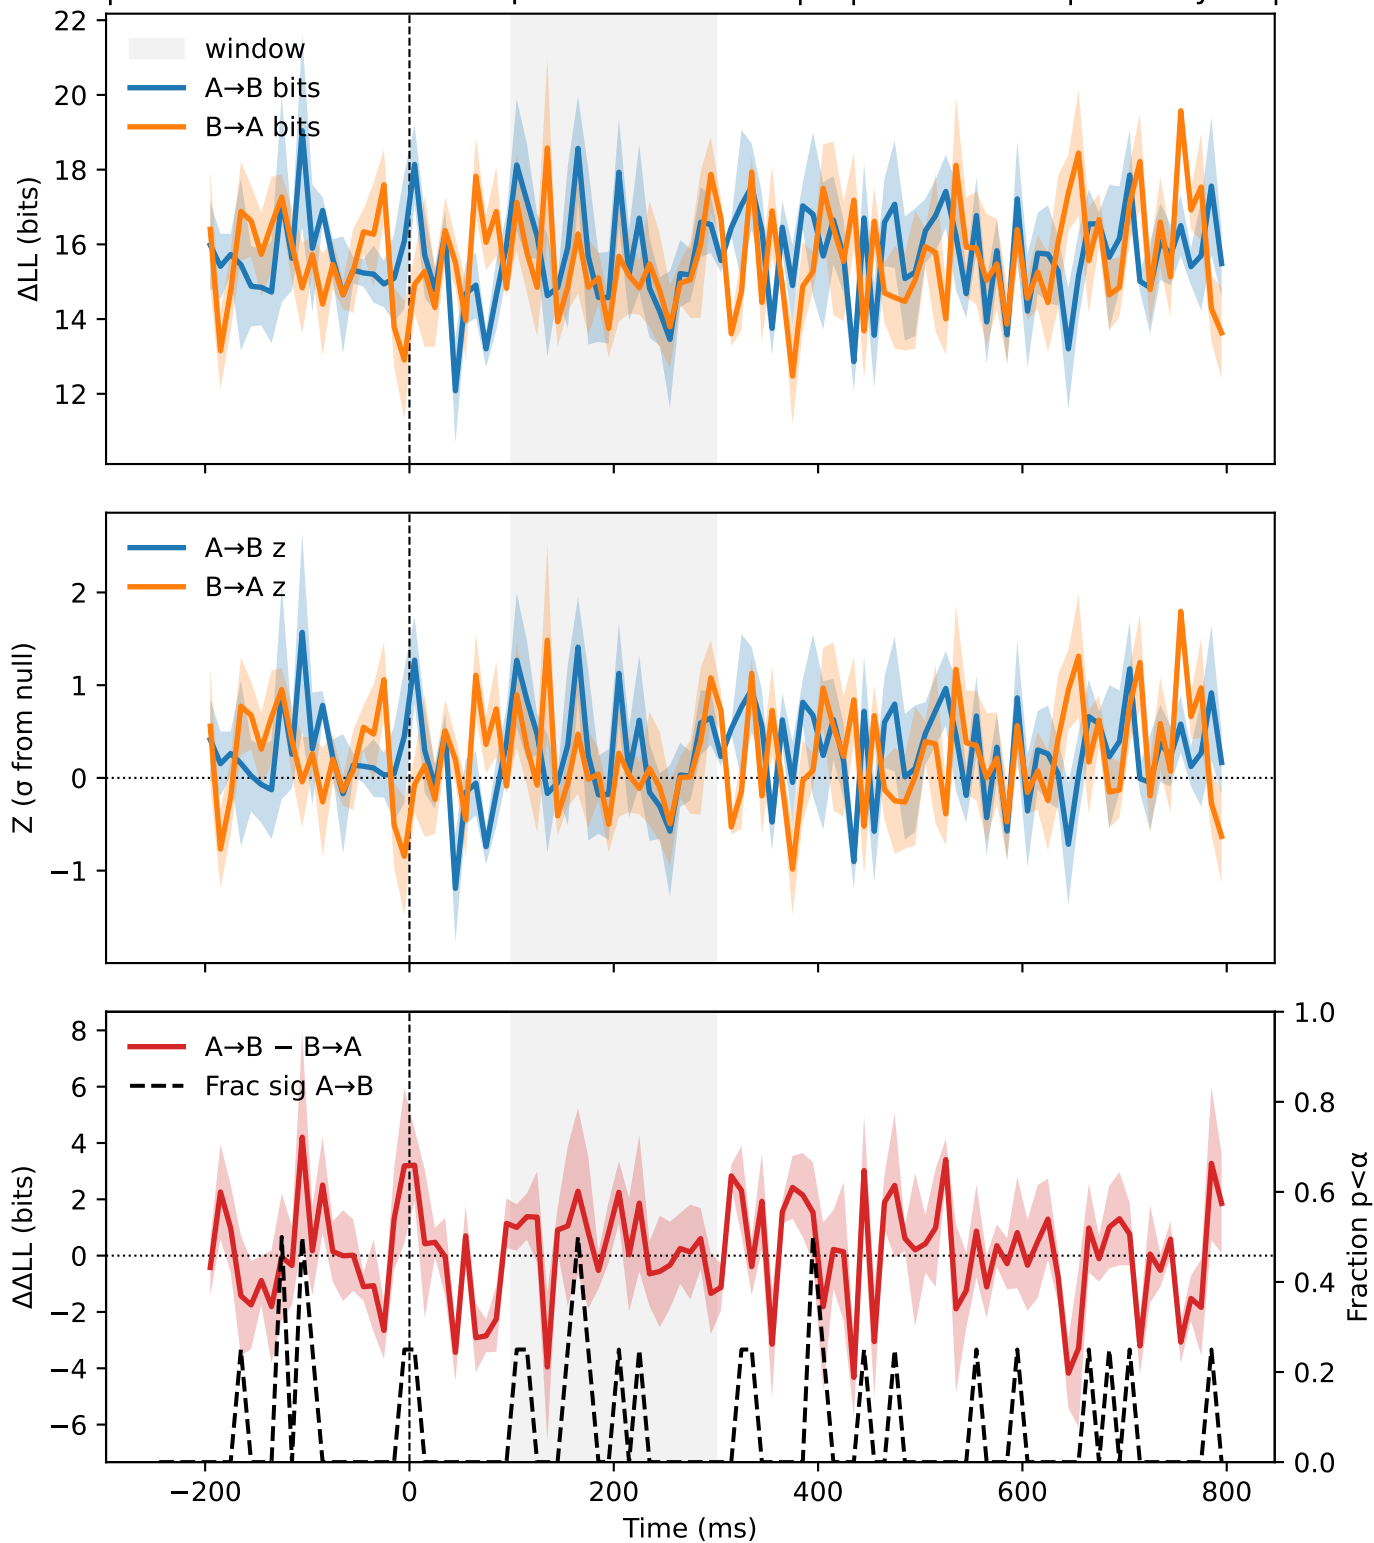 22
20
18
16
14
12
ΔLL (bits)
window
A→B bits
B→A bits
2
1
0
−1
Z (σ from null)
A→B z
B→A z
8
6
4
2
0
−2
−4
−6
ΔΔLL (bits)
A→B − B→A
Frac sig A→B
1.0
0.8
0.6
0.4
0.2
0.0
Fraction p<α
−200 0 200 400 600 800
Time (ms)